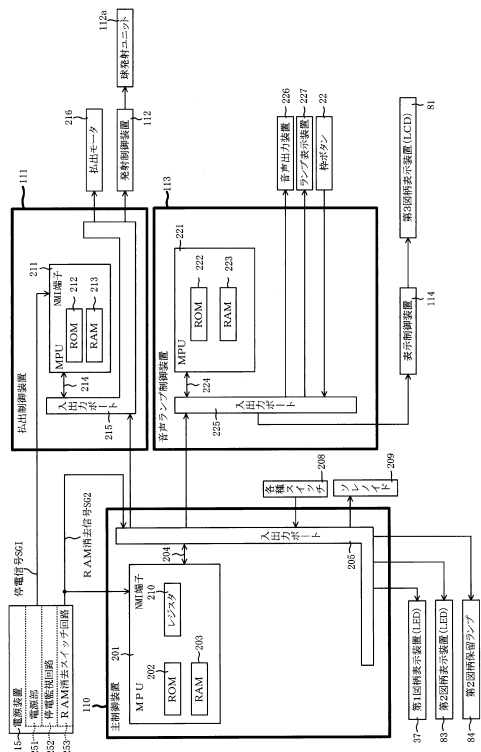 115 電源装置
251 電源部
252 停電監視回路
253 RAM消去スイッチ回路
停電信号SG1
RAM消去信号SG2
110
主制御装置
201
MPU
NMI端子
202
ROM
203
RAM
210
レジスタ
204
入出力ポート
205
各種スイッチ
208
ソレノイド
209
37 第1図柄表示装置(LED)
83 第2図柄表示装置(LED)
84 第2図柄保留ランプ
111
払出制御装置
211
NMI端子
MPU
212
ROM
213
RAM
214
入出力ポート
215
216
払出モータ
112
発射制御装置
112a
球発射ユニット
113
音声ランプ制御装置
221
MPU
222
ROM
223
RAM
224
入出力ポート
225
226
音声出力装置
227
ランプ表示装置
22
枠ボタン
114
表示制御装置
81
第3図柄表示装置(LCD)